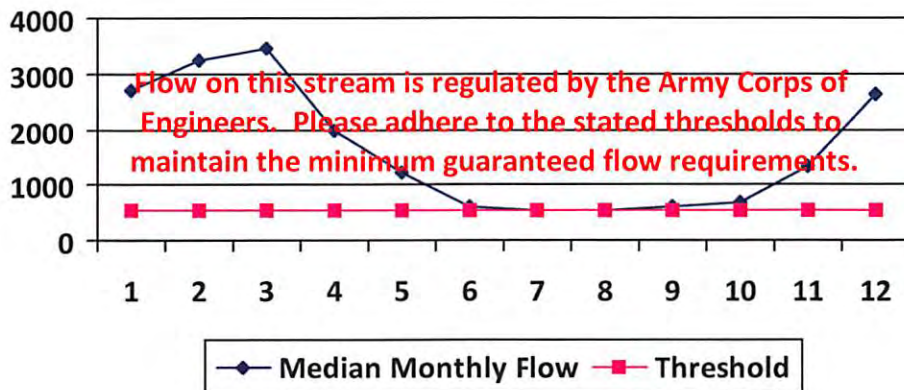 4000
3000
2000
1000
0
Flow on this stream is regulated by the Army Corps of
Engineers. Please adhere to the stated thresholds to
maintain the minimum guaranteed flow requirements.
1 2 3 4 5 6 7 8 9 10 11 12
Median Monthly Flow Threshold